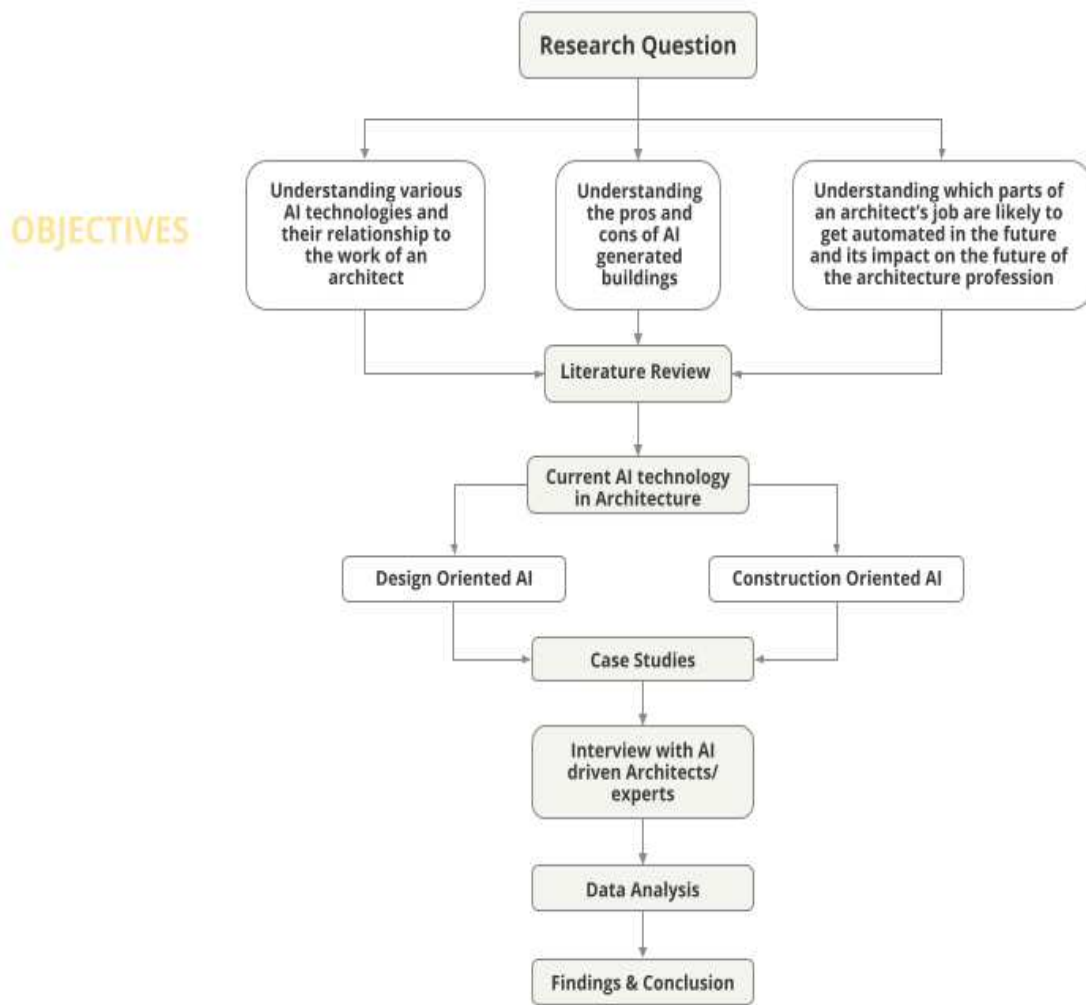 Research Question
OBJECTIVES
Understanding various
AI technologies and
their relationship to
the work of an
architect
Understanding
the pros and
cons of AI
generated
buildings
Understanding which parts of
an architect's job are likely to
get automated in the future
and its impact on the future of
the architecture profession
Literature Review
Current AI technology
in Architecture
Design Oriented AI
Construction Oriented AI
Case Studies
Interview with AI
driven Architects/
experts
Data Analysis
Findings & Conclusion